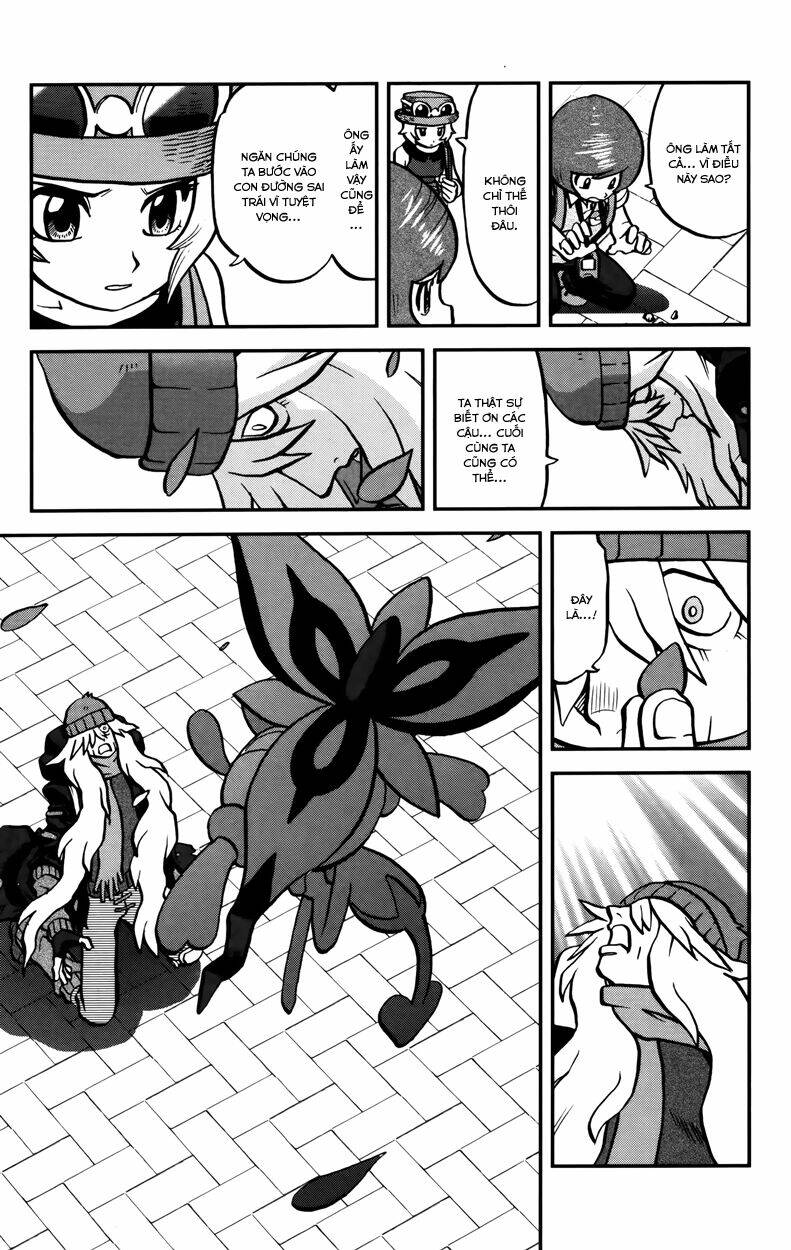 ÔNG LÀM TẤT
CẢ... VÌ ĐIỀU
NÀY SAO?
KHÔNG
CHỈ THẾ
THÔI
ĐÂU.
ÔNG
ẤY LÀM
VẬY CŨNG
ĐỂ
...
NGĂN CHÚNG
TA BƯỚC VÀO
CON ĐƯỜNG SAI
TRÁI VÌ TUYỆT
VỌNG...
TA THẬT SỰ
BIẾT ƠN CÁC
CẬU... CUỐI
CÙNG TA
CŨNG CÓ
THỂ...
ĐÂY
LÀ...!